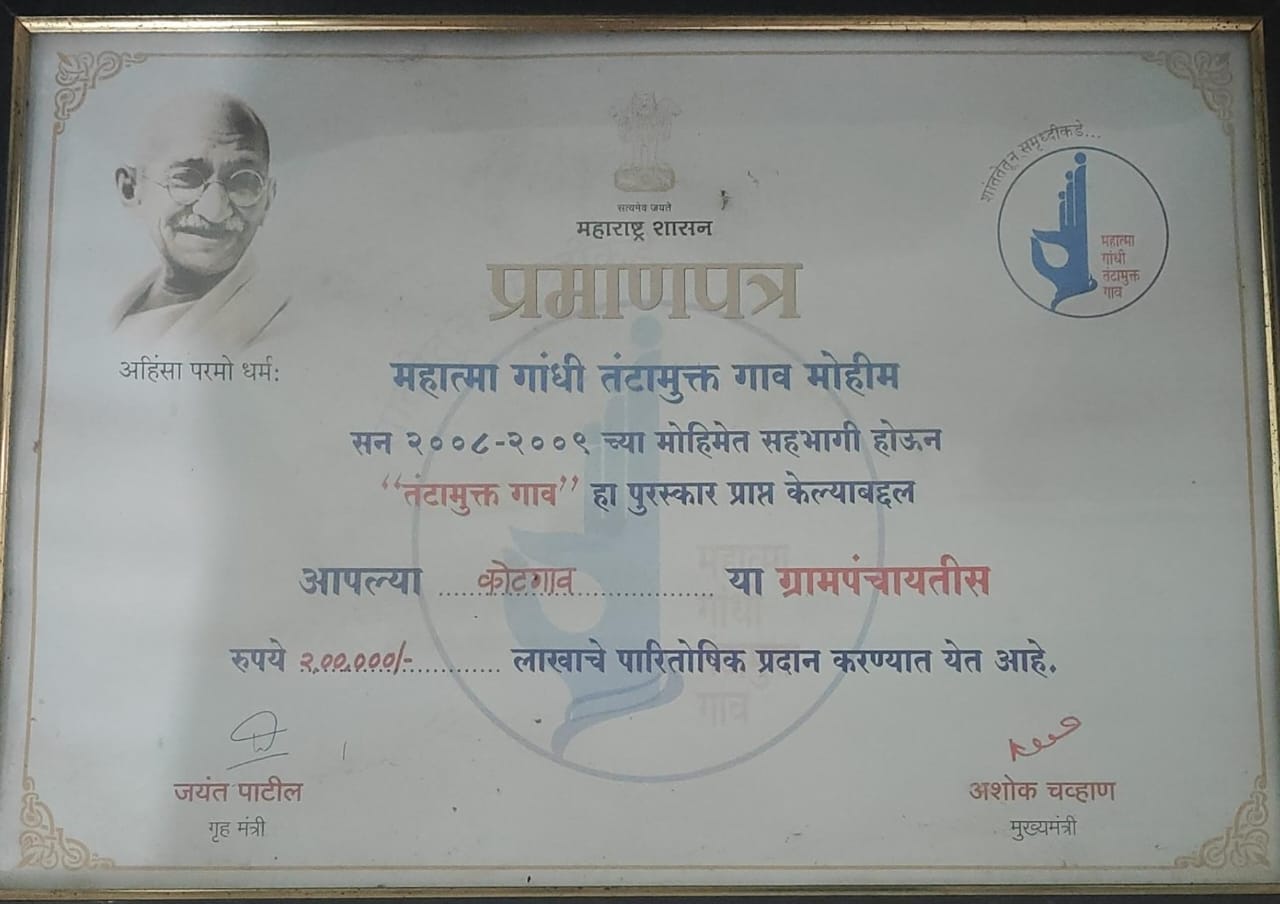 शांततेतून समृध्दीकडे...
सत्यमेव जयते
महाराष्ट्र शासन
महात्मा
गांधी
तंटामुक्त
गाव
प्रमाणपत्र
अहिंसा परमो धर्म:
महात्मा गांधी तंटामुक्त गाव मोहीम
सन २००८-२००९ च्या मोहिमेत सहभागी होऊन
“तंटामुक्त गाव” हा पुरस्कार प्राप्त केल्याबद्दल
आपल्या कोटगाव या ग्रामपंचायतीस
रुपये २,००,०००/- लाखाचे पारितोषिक प्रदान करण्यात येत आहे.
महात्मा
गांधी
तंटामुक्त
गाव
जयंत पाटील
गृह मंत्री
अशोक चव्हाण
मुख्यमंत्री